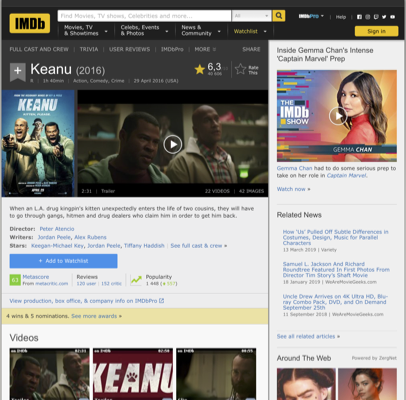 IMDb
Find Movies, TV shows, Celebrities and more...
All
IMDbPro
Help
Movies,
TV & Showtimes
Celebs, Events
& Photos
News &
Community
Watchlist
Sign in
FULL CAST AND CREW | TRIVIA | USER REVIEWS | IMDbPro | MORE
SHARE
Keanu (2016)
6,3
Rate
This
1h 40min | Action, Comedy, Crime | 29 April 2016 (USA)
KEANU
2:31 | Trailer
22 VIDEOS | 42 IMAGES
When an L.A. drug kingpin's kitten unexpectedly enters the life of two cousins, they will have
to go through gangs, hitmen and drug dealers who claim him in order to get him back.
Director: Peter Atencio
Writers: Jordan Peele, Alex Rubens
Stars: Keegan-Michael Key, Jordan Peele, Tiffany Haddish | See full cast & crew »
+ Add to Watchlist
Metascore
From metacritic.com
Reviews
120 user | 152 critic
Popularity
View production, box office, & company info on IMDbPro
4 wins & 5 nominations. See more awards »
Videos
IMDb
02:31
IMDb
KEANU
IMDb
Inside Gemma Chan's Intense
'Captain Marvel' Prep
THE
IMDb
SHOW
GEMMA CHAN
Gemma Chan had to do some serious prep to
take on her role in Captain Marvel.
Watch now »
Related News
How 'Us' Pulled Off Subtle Differences in
Costumes, Design, Music for Parallel
Characters
13 March 2019 | Variety
Samuel L. Jackson And Richard
Roundtree Featured In First Photos From
Director Tim Story's Shaft Movie
18 January 2019 | WeAreMovieGeeks.com
Uncle Drew Arrives on 4K Ultra HD, Blu-
ray Combo Pack, DVD, and On Demand
September 25th
11 September 2018 | WeAreMovieGeeks.com
See all related articles »
Around The Web
Powered by ZergNet